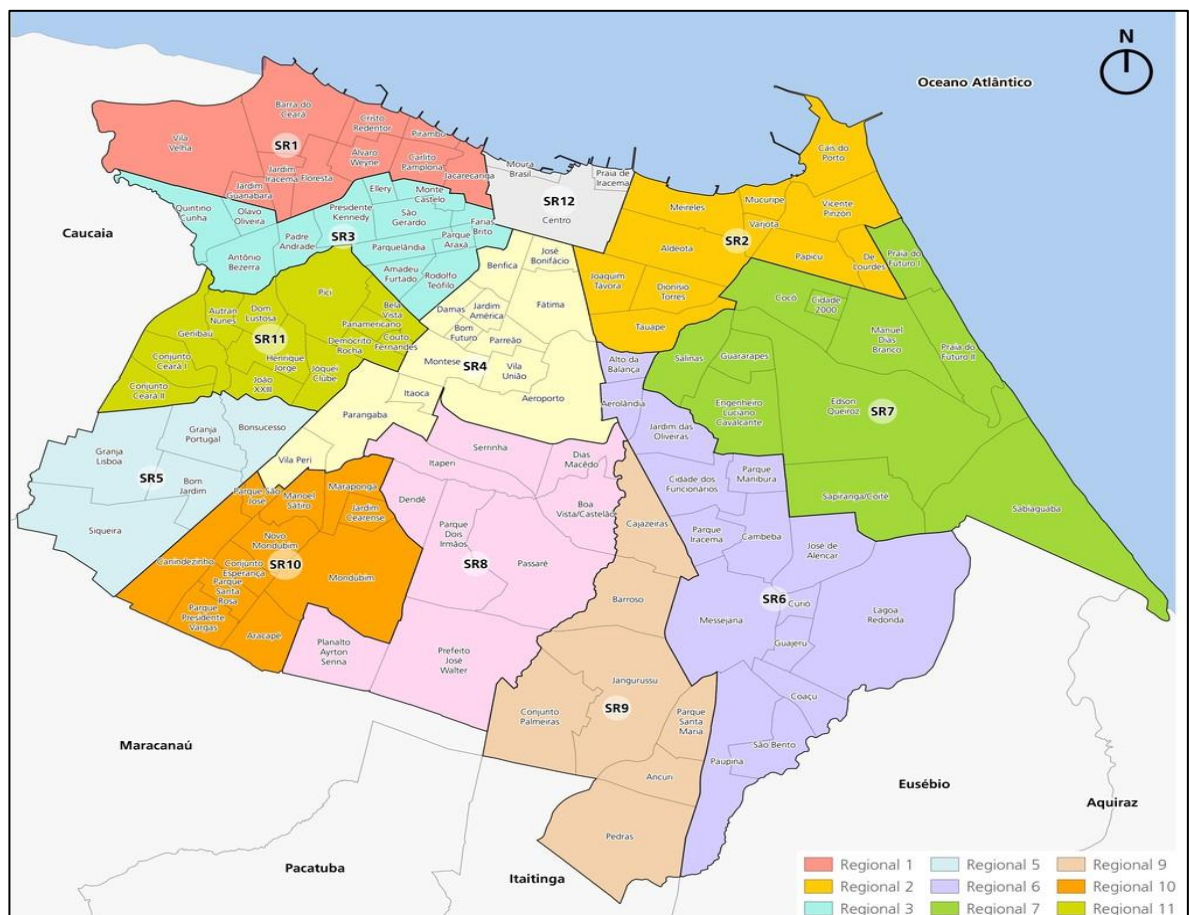 N
Oceano Atlântico
Barra do
Ceará
Cristo
Redentor
Pirambu
Vila
Velha
SR1
Álvaro
Weyne
Carlito
Pamplona
Jacarecanga
Jardim
Iracema
Floresta
Jardim
Guanabara
Moura
Brasil
Praia de
Iracema
SR12
Centro
Cais do
Porto
Meireles
Mucuripe
Vicente
Pinzón
Varjota
SR2
Aldeota
Papicu
De
Lourdes
Joaquim
Távora
Dionísio
Torres
Tauape
Quintino
Cunha
Olavo
Oliveira
Presidente
Kennedy
Ellery
Monte
Castelo
São
Gerardo
Farias
Brito
Padre
Andrade
SR3
Parquelândia
Parque
Araxá
Antônio
Bezerra
Amadeu
Furtado
Rodolfo
Teófilo
Caucaia
Praia do
Futuro I
José
Bonifácio
Benfica
Pici
Autran
Nunes
Dom
Lustosa
Bela
Vista
Panamericano
Genibaú
SR11
Henrique
Jorge
Demócrito
Rocha
Couto
Fernandes
Conjunto
Ceará I
João
XXIII
Jóquei
Clube
Conjunto
Ceará II
Damas
Jardim
América
Fátima
Bom
Futuro
Parreão
Montese
SR4
Vila
União
Aeroporto
Itaoca
Parangaba
Vila Peri
Cocó
Cidade
2000
Manuel
Dias
Branco
Praia do
Futuro II
Salinas
Guararapes
Engenheiro
Luciano
Cavalcante
Edson
Queiroz
SR7
Sapiranga/Coité
Sabiaguaba
Alto da
Balança
Aerolândia
Jardim das
Oliveiras
Cidade dos
Funcionários
Parque
Manibura
Parque
Iracema
Cambeba
José de
Alencar
SR6
Curió
Messejana
Guajeru
Lagoa
Redonda
Coaçu
São Bento
Paupina
Granja
Portugal
Bonsucesso
Granja
Lisboa
SR5
Bom
Jardim
Siqueira
Parque São
José
Manoel
Sátiro
Maraponga
Jardim
Cearense
Novo
Mondubim
Canindezinho
Conjunto
Esperança
SR10
Mondubim
Parque
Santa
Rosa
Parque
Presidente
Vargas
Aracapé
Serrinha
Itaperi
Dias
Macêdo
Dendê
Boa
Vista/Castelão
Parque
Dois
Irmãos
SR8
Passaré
Planalto
Ayrton
Senna
Prefeito
José
Walter
Cajazeiras
Barroso
Jangurussu
SR9
Conjunto
Palmeiras
Parque
Santa
Maria
Ancuri
Pedras
Maracanaú
Pacatuba
Itaitinga
Eusébio
Aquiraz
Regional 1
Regional 5
Regional 9
Regional 2
Regional 6
Regional 10
Regional 3
Regional 7
Regional 11